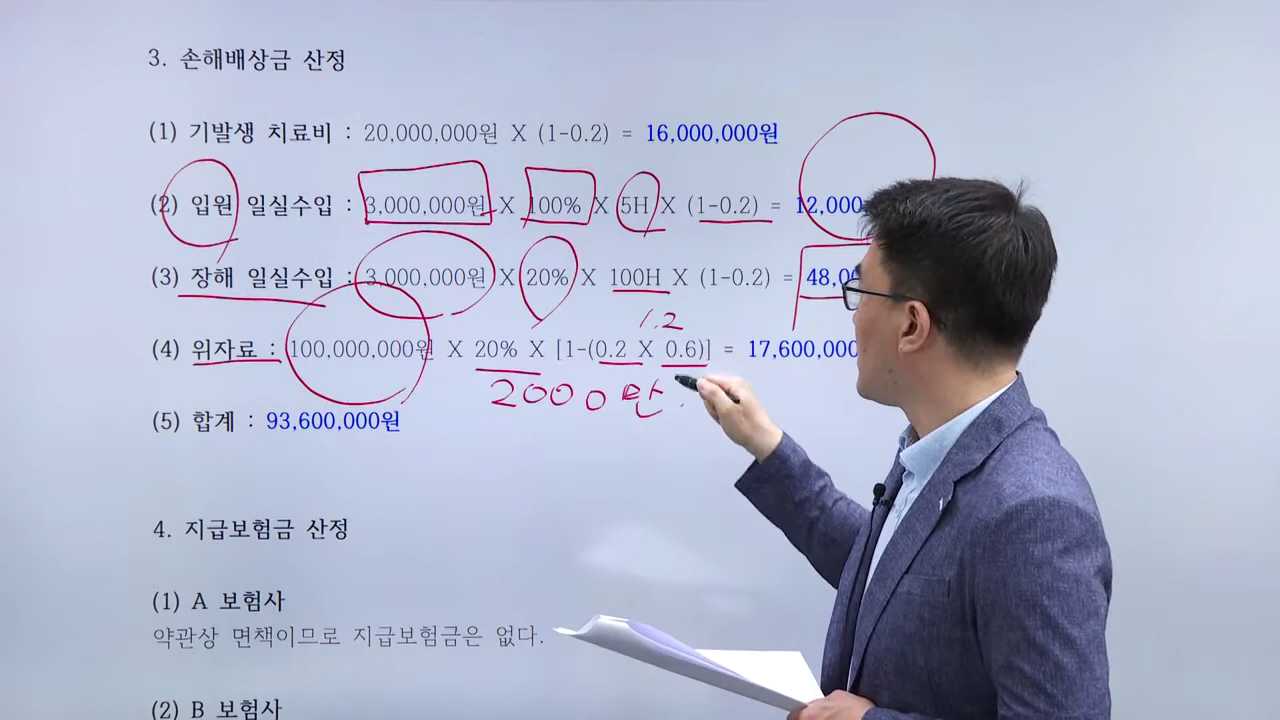 3. 손해배상금 산정
(1) 기발생 치료비 : 20,000,000원 X (1-0.2) = 16,000,000원
(2) 입원 일실수입 : 3,000,000원 X 100% X 5H X (1-0.2) = 12,000
(3) 장해 일실수입 : 3,000,000원 X 20% X 100H X (1-0.2) = 48,0
1.2
(4) 위자료 : 100,000,000원 X 20% X [1-(0.2 X 0.6)] = 17,600,000
2000만
(5) 합계 : 93,600,000원
4. 지급보험금 산정
(1) A 보험사
약관상 면책이므로 지급보험금은 없다.
(2) B 보험사